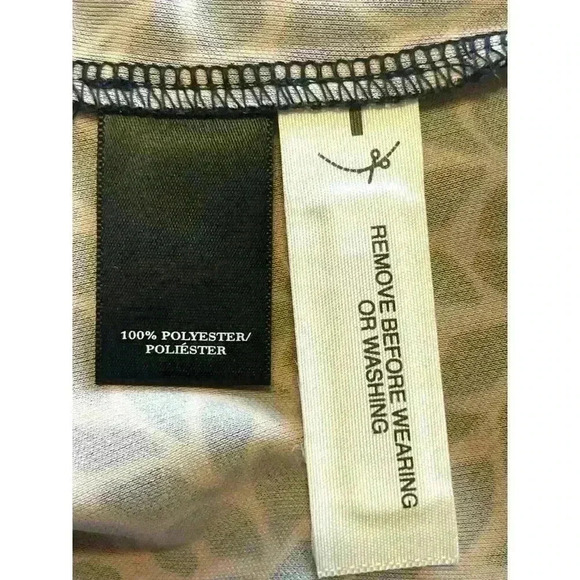 100% POLYESTER/
POLIÉSTER
REMOVE BEFORE WEARING
OR WASHING